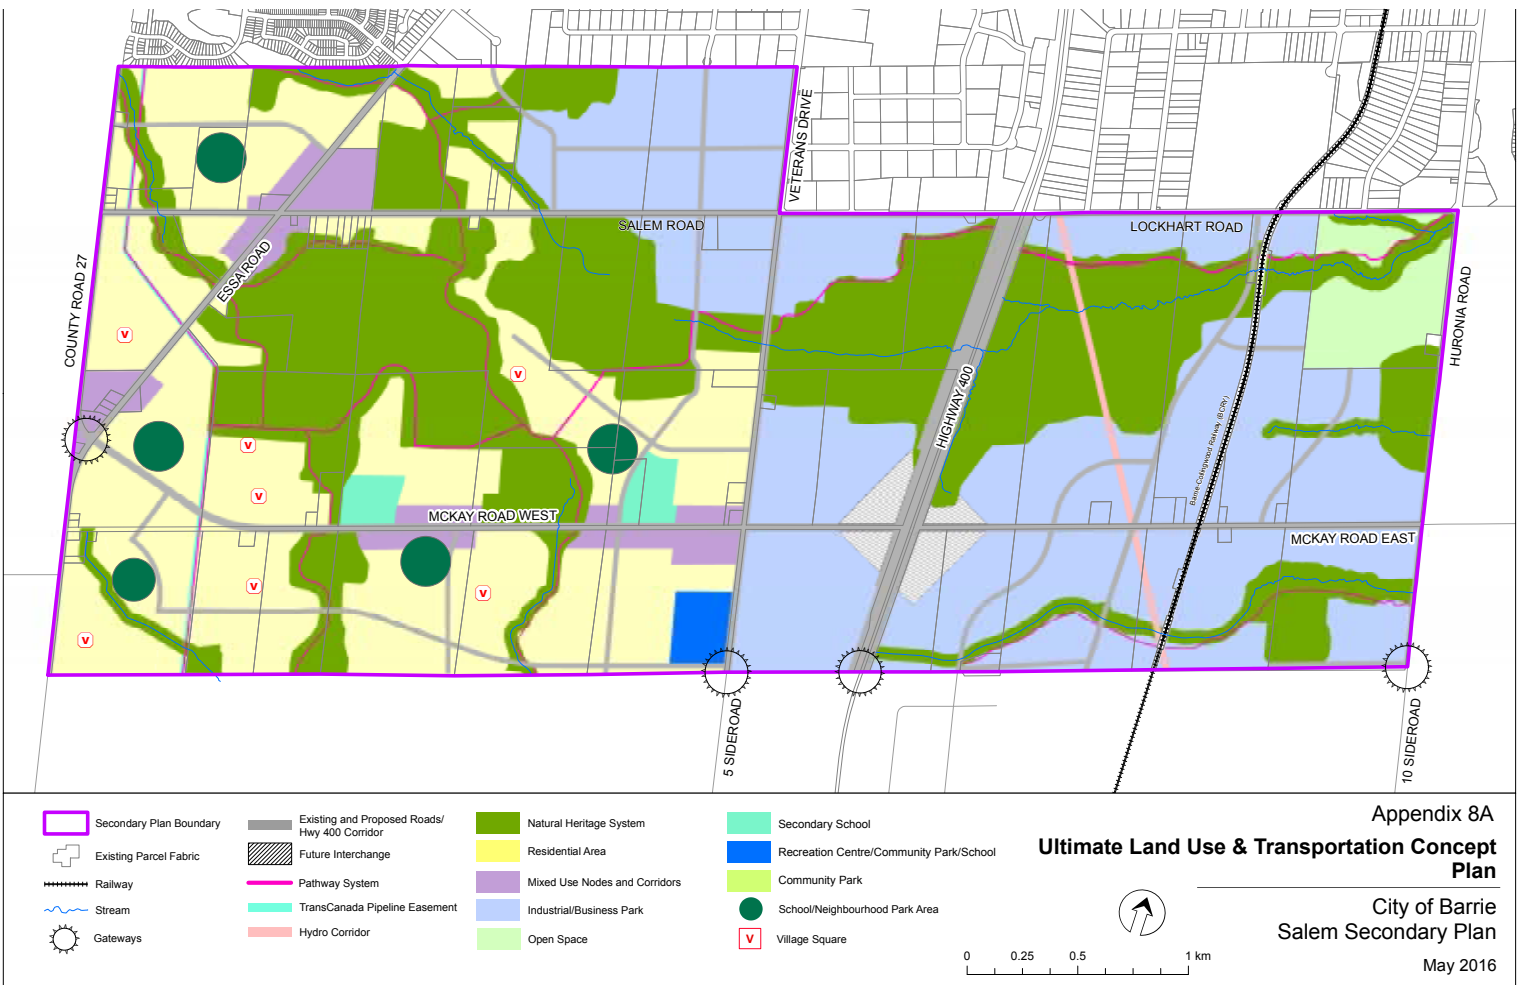 VETERANS DRIVE
SALEM ROAD
LOCKHART ROAD
ESSA ROAD
COUNTY ROAD 27
HURONIA ROAD
V
V
HIGHWAY 400
Barrie-Collingwood Railway (BCRY)
V
V
MCKAY ROAD WEST
MCKAY ROAD EAST
V
V
V
5 SIDEROAD
10 SIDEROAD
Secondary Plan Boundary
Existing Parcel Fabric
Railway
Stream
Gateways
Existing and Proposed Roads/
Hwy 400 Corridor
Future Interchange
Pathway System
TransCanada Pipeline Easement
Hydro Corridor
Natural Heritage System
Residential Area
Mixed Use Nodes and Corridors
Industrial/Business Park
Open Space
Secondary School
Recreation Centre/Community Park/School
Community Park
School/Neighbourhood Park Area
V
Village Square
Appendix 8A
Ultimate Land Use & Transportation Concept
Plan
City of Barrie
Salem Secondary Plan
May 2016
0 0.25 0.5 1 km